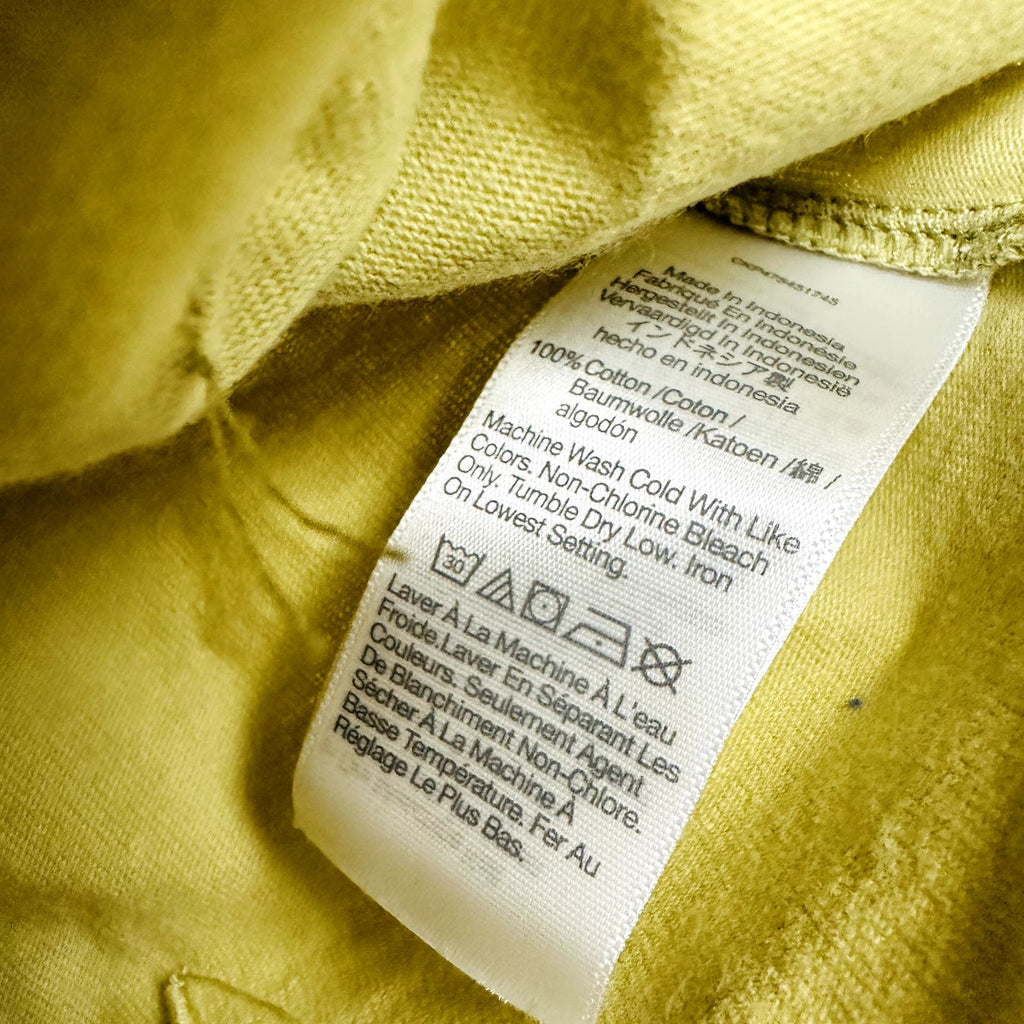 Made In Indonesia
Fabriqué En Indonésie
Hergestellt In Indonesien
Vervaardigd In Indonesië
インドネシア製
hecho en indonesia
100% Cotton /Coton /
Baumwolle /Katoen /綿 /
algodón
Machine Wash Cold With Like
Colors. Non-Chlorine Bleach
Only. Tumble Dry Low. Iron
On Lowest Setting.
30
Laver À La Machine À L'eau
Froide.Laver En Séparant Les
Couleurs. Seulement Agent
De Blanchiment Non-Chlore.
Sécher À La Machine À
Basse Température. Fer Au
Réglage Le Plus Bas.